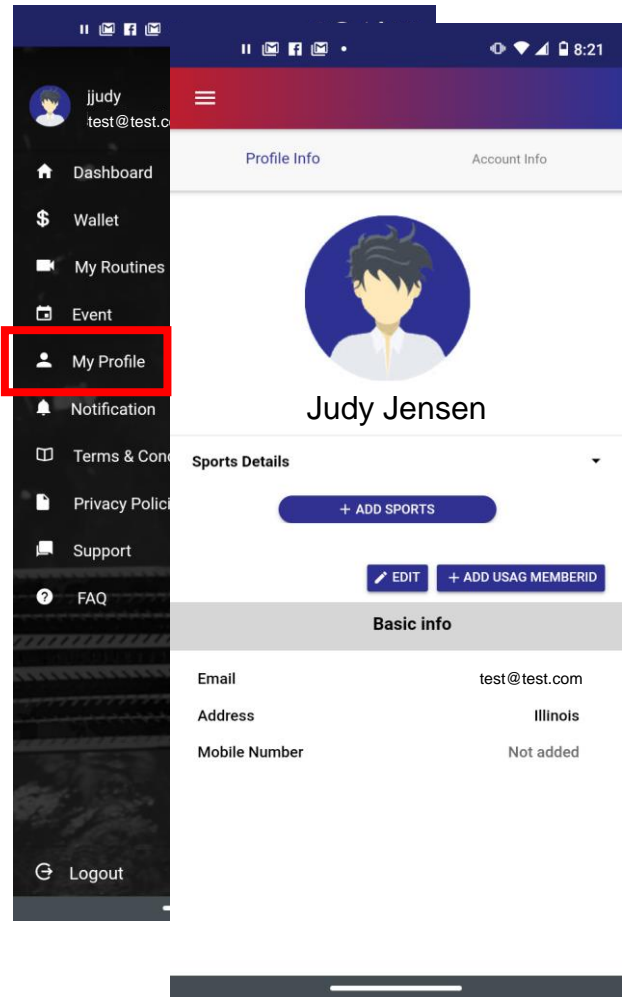 jjudy
test@test.c
Dashboard
$ Wallet
My Routines
Event
My Profile
Notification
Terms & Con
Privacy Polici
Support
? FAQ
Logout
8:21
Profile Info Account Info
Judy Jensen
Sports Details
+ ADD SPORTS
EDIT + ADD USAG MEMBERID
Basic info
Email test@test.com
Address Illinois
Mobile Number Not added